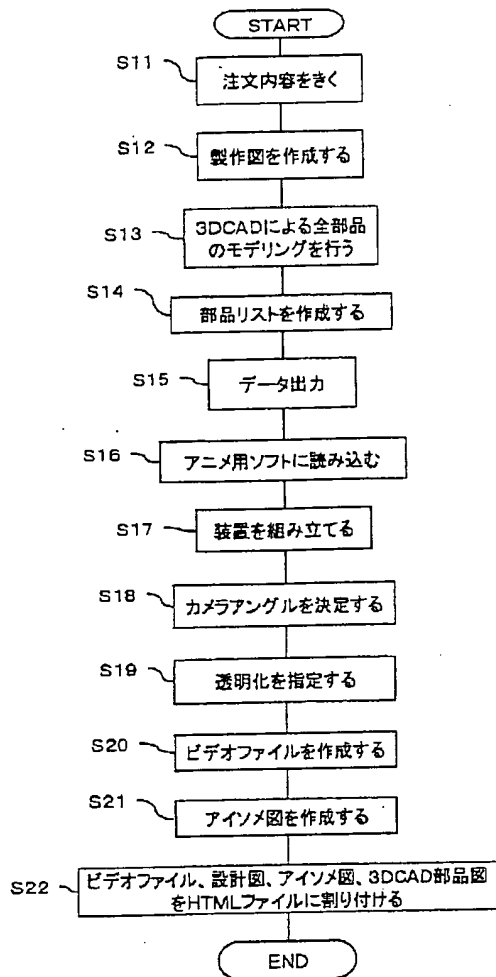 START
S11
注文内容をきく
S12
製作図を作成する
S13
3DCADによる全部品
のモデリングを行う
S14
部品リストを作成する
S15
データ出力
S16
アニメ用ソフトに読み込む
S17
装置を組み立てる
S18
カメラアングルを決定する
S19
透明化を指定する
S20
ビデオファイルを作成する
S21
アイソメ図を作成する
S22
ビデオファイル、設計図、アイソメ図、3DCAD部品図
をHTMLファイルに割り付ける
END